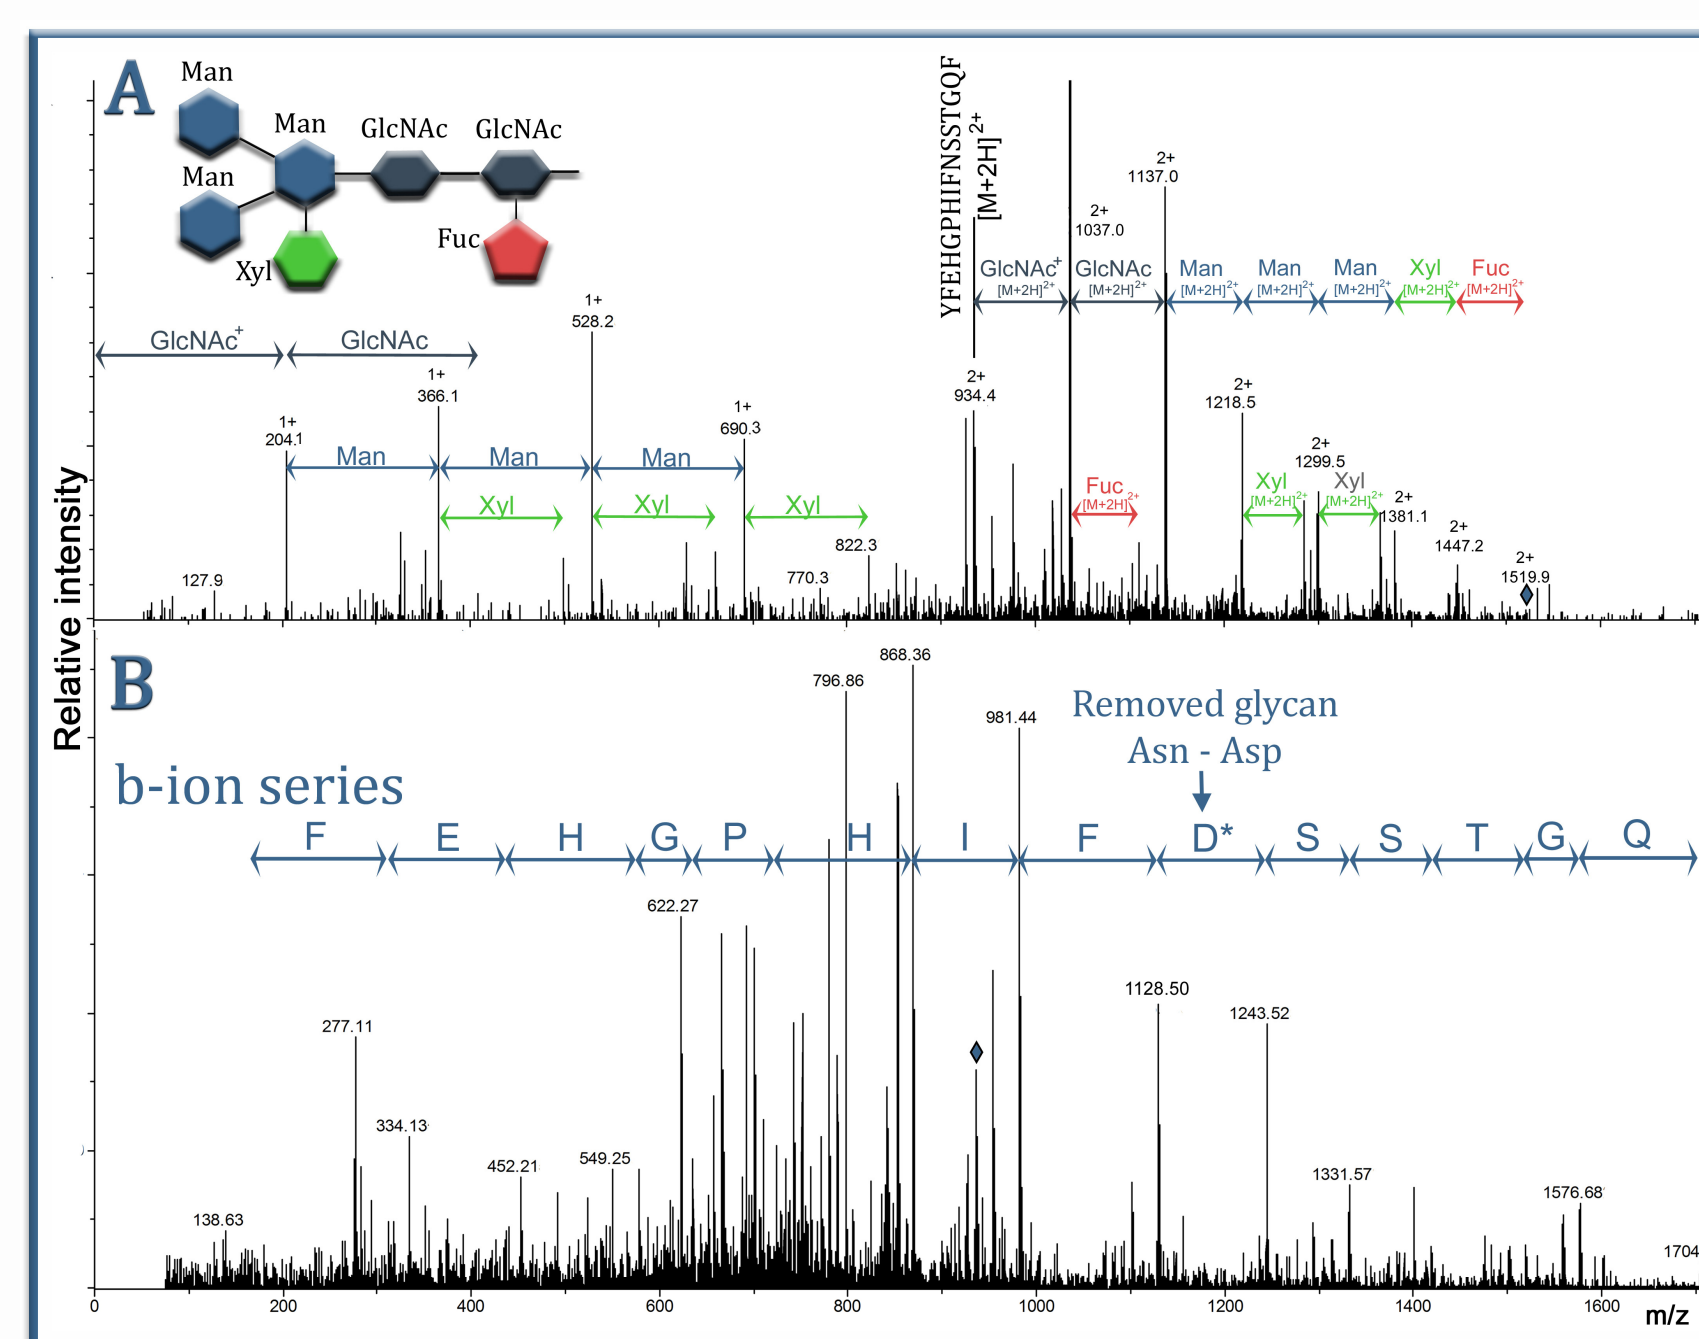 A
Man
Man
GlcNAc
GlcNAc
Man
Xyl
Fuc
YFEHGPHIFNSSTGQF
[M+2H]2+
2+
1137.0
2+
1037.0
GlcNAc+
[M+2H]2+
GlcNAc
[M+2H]2+
Man
[M+2H]2+
Man
[M+2H]2+
Man
[M+2H]2+
Xyl
[M+2H]2+
Fuc
[M+2H]2+
GlcNAc+
GlcNAc
1+
528.2
1+
366.1
1+
204.1
1+
690.3
2+
934.4
2+
1218.5
2+
1299.5
Man
Man
Man
Xyl
Xyl
Xyl
Fuc
[M+2H]2+
Xyl
[M+2H]2+
Xyl
[M+2H]2+
2+
1381.1
2+
1447.2
2+
1519.9
822.3
770.3
127.9
Relative intensity
B
868.36
796.86
981.44
Removed glycan
Asn - Asp
b-ion series
F E H G P H I F D* S S T G Q
622.27
1128.50
1243.52
277.11
334.13
452.21
549.25
1331.57
1576.68
138.63
1704
)
0 200 400 600 800 1000 1200 1400 1600
m/z